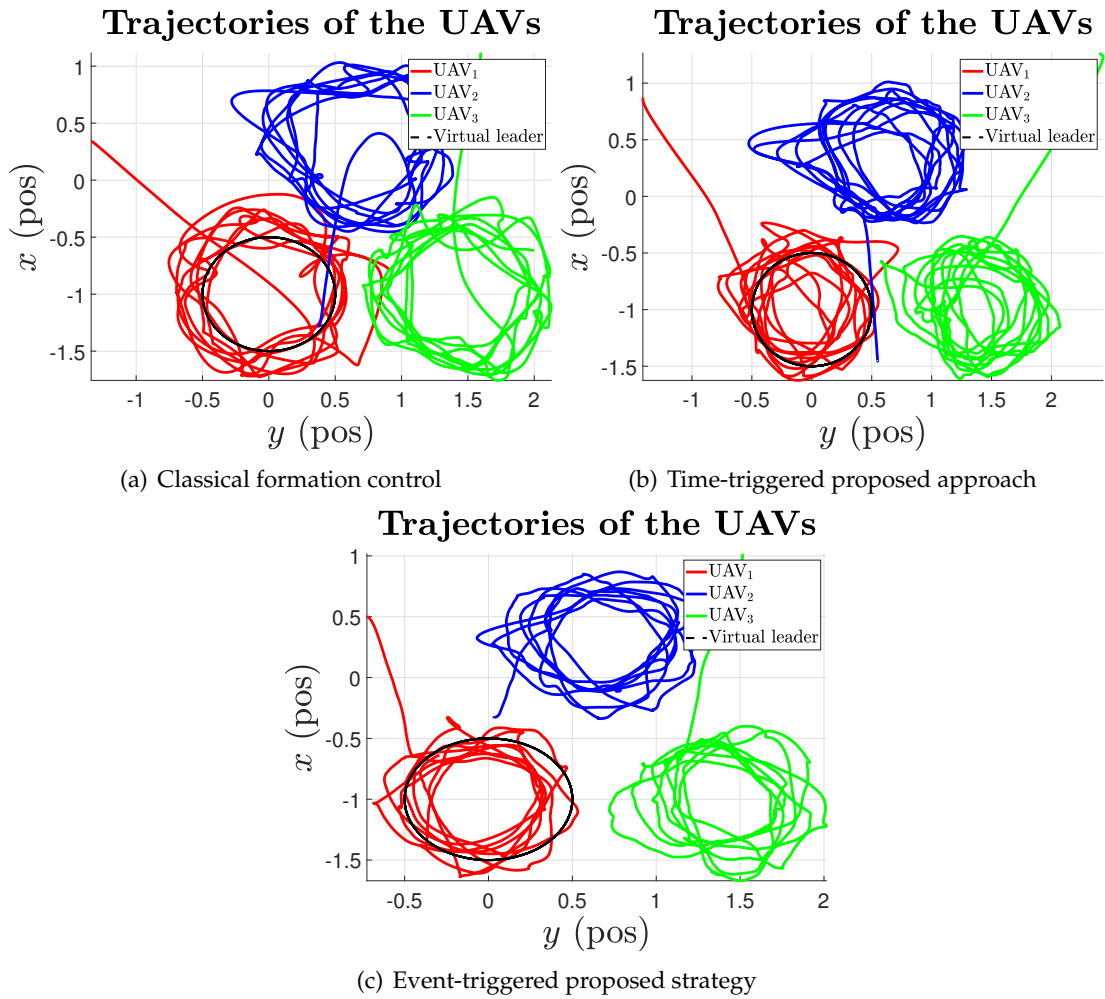 Trajectories of the UAVs
1
0.5
0
-0.5
-1
-1.5
x (pos)
UAV₁
UAV₂
UAV₃
Virtual leader
-1 -0.5 0 0.5 1 1.5 2
y (pos)
(a) Classical formation control
Trajectories of the UAVs
1
0.5
0
-0.5
-1
-1.5
x (pos)
UAV₁
UAV₂
UAV₃
Virtual leader
-1 -0.5 0 0.5 1 1.5 2
y (pos)
(b) Time-triggered proposed approach
Trajectories of the UAVs
1
0.5
0
-0.5
-1
-1.5
x (pos)
UAV₁
UAV₂
UAV₃
Virtual leader
-0.5 0 0.5 1 1.5 2
y (pos)
(c) Event-triggered proposed strategy